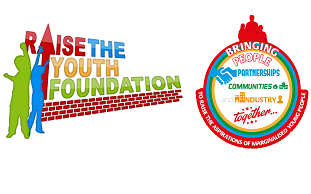 RAISE THE
YOUTH
FOUNDATION
BRINGING
PEOPLE
PARTNERSHIPS
COMMUNITIES
and INDUSTRY
together...
TO RAISE THE ASPIRATIONS OF MARGINALISED YOUNG PEOPLE